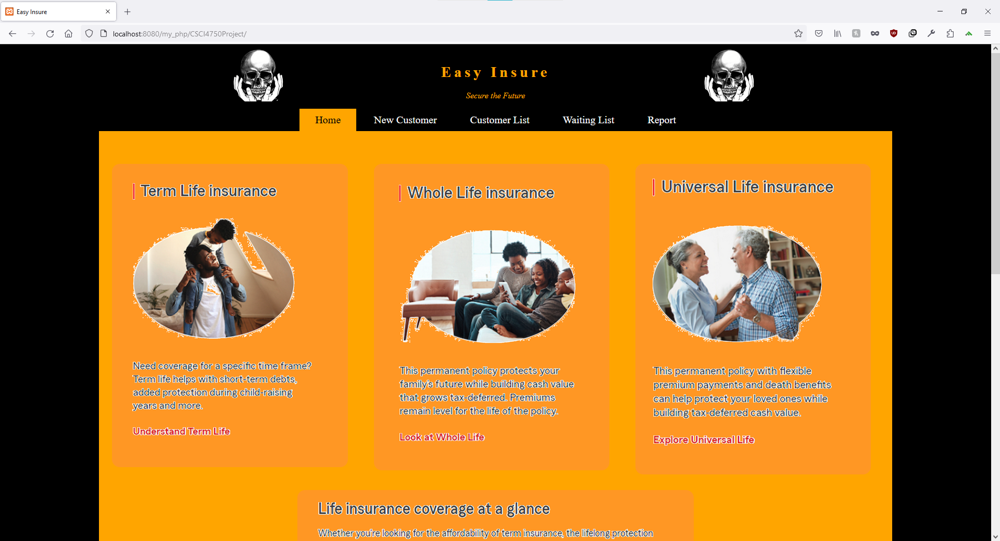 Easy Insure
localhost:8080/my_php/CSCI4750Project/
Easy Insure
Secure the Future
Home
New Customer
Customer List
Waiting List
Report
Term Life insurance
Need coverage for a specific time frame?
Term life helps with short-term debts,
added protection during child-raising
years and more.
Understand Term Life
Whole Life insurance
This permanent policy protects your
family's future while building cash value
that grows tax-deferred. Premiums
remain level for the life of the policy.
Look at Whole Life
Universal Life insurance
This permanent policy with flexible
premium payments and death benefits
can help protect your loved ones while
building tax-deferred cash value.
Explore Universal Life
Life insurance coverage at a glance
Whether you're looking for the affordability of term insurance, the lifelong protection